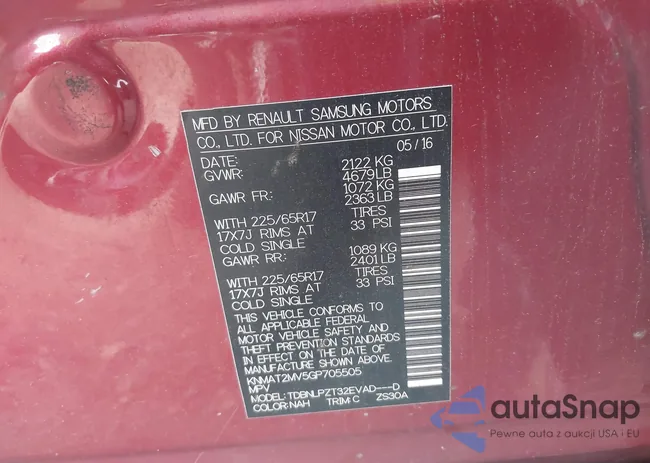 MFD BY RENAULT SAMSUNG MOTORS
CO., LTD. FOR NISSAN MOTOR CO., LTD.
DATE: 05/16
GVWR: 2122 KG
4679 LB
GAWR FR: 1072 KG
2363 LB
WITH 225/65R17 TIRES
17X7J RIMS AT 33 PSI
COLD SINGLE
GAWR RR: 1089 KG
2401 LB
WITH 225/65R17 TIRES
17X7J RIMS AT 33 PSI
COLD SINGLE
THIS VEHICLE CONFORMS TO
ALL APPLICABLE FEDERAL
MOTOR VEHICLE SAFETY AND
THEFT PREVENTION STANDARDS
IN EFFECT ON THE DATE OF
MANUFACTURE SHOWN ABOVE.
KNMAT2MV5GP705505
MPV
MODEL: TDBNLPZT32EVAD---D
COLOR: NAH TRIM: C ZS30A
autoSnap
Pewne auta z aukcji USA i EU